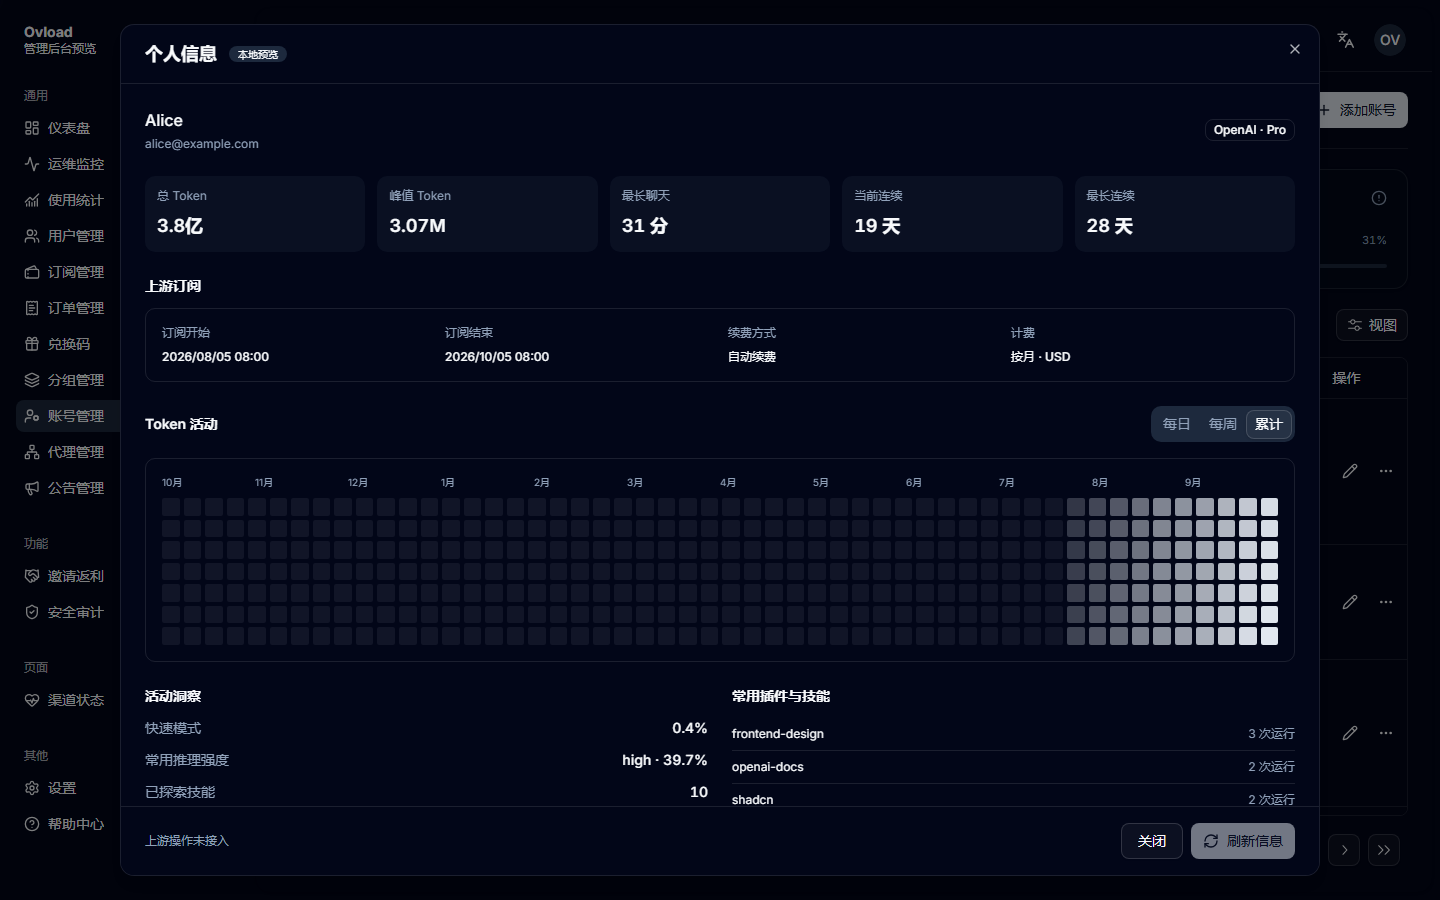 Ovload
管理后台预览
通用
仪表盘
运维监控
使用统计
用户管理
订阅管理
订单管理
兑换码
分组管理
账号管理
代理管理
公告管理
功能
邀请返利
安全审计
页面
渠道状态
其他
设置
帮助中心
OV
添加账号
31%
视图
操作
个人信息 本地预览
Alice
alice@example.com
OpenAI · Pro
总 Token
3.8亿
峰值 Token
3.07M
最长聊天
31 分
当前连续
19 天
最长连续
28 天
上游订阅
订阅开始
2026/08/05 08:00
订阅结束
2026/10/05 08:00
续费方式
自动续费
计费
按月 · USD
Token 活动
每日 每周 累计
10月 11月 12月 1月 2月 3月 4月 5月 6月 7月 8月 9月
活动洞察
快速模式 0.4%
常用推理强度 high · 39.7%
已探索技能 10
常用插件与技能
frontend-design 3 次运行
openai-docs 2 次运行
shadcn 2 次运行
上游操作未接入
关闭
刷新信息